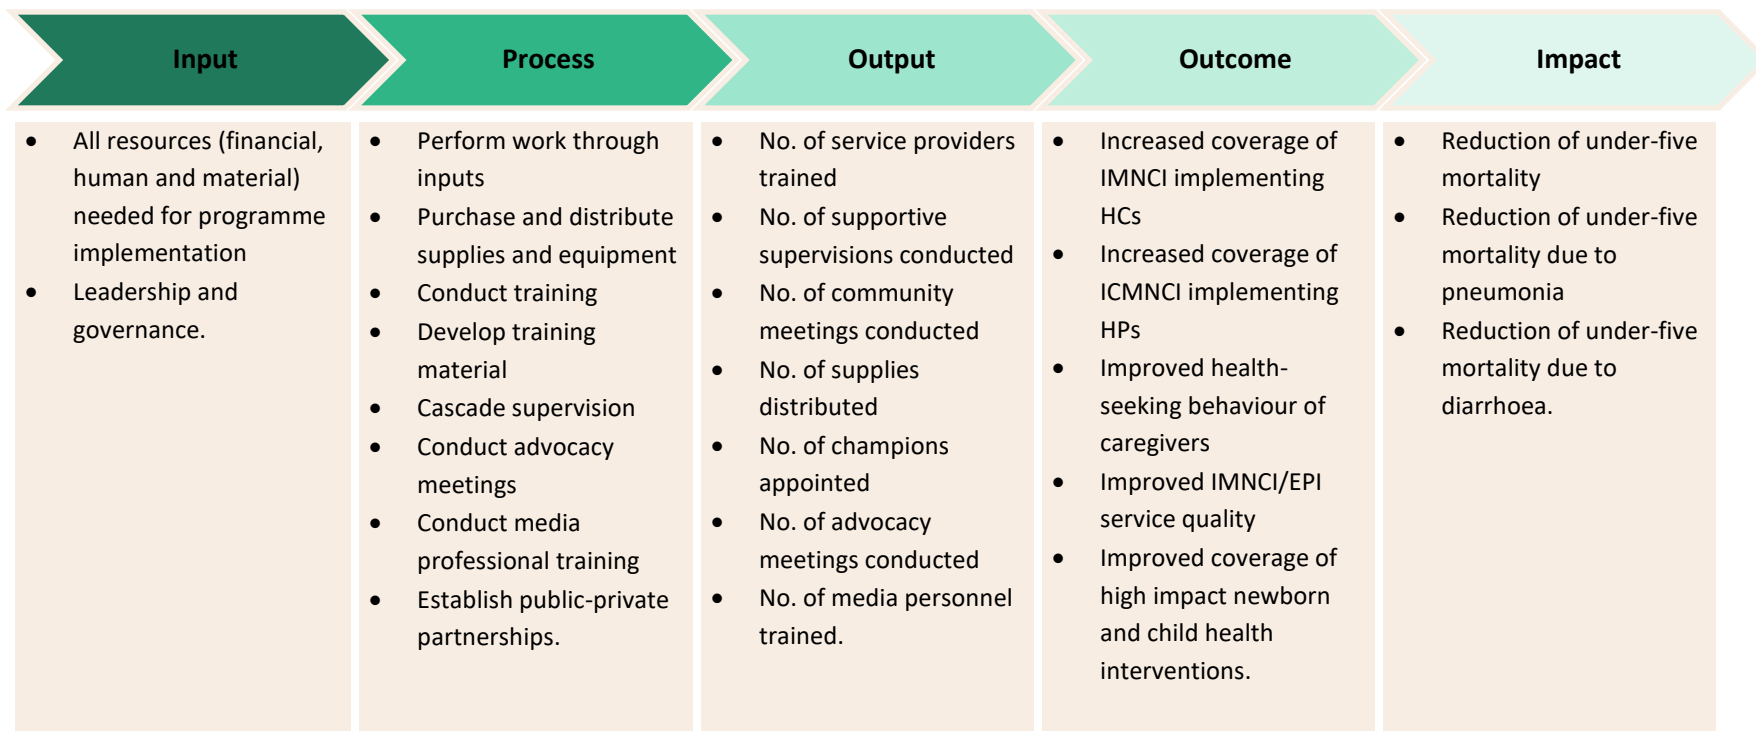 Input
Process
Output
Outcome
Impact
• All resources (financial,
human and material)
needed for programme
implementation
• Leadership and
governance.
• Perform work through
inputs
• Purchase and distribute
supplies and equipment
• Conduct training
• Develop training
material
• Cascade supervision
• Conduct advocacy
meetings
• Conduct media
professional training
• Establish public-private
partnerships.
• No. of service providers
trained
• No. of supportive
supervisions conducted
• No. of community
meetings conducted
• No. of supplies
distributed
• No. of champions
appointed
• No. of advocacy
meetings conducted
• No. of media personnel
trained.
• Increased coverage of
IMNCI implementing
HCs
• Increased coverage of
ICMNCI implementing
HPs
• Improved health-
seeking behaviour of
caregivers
• Improved IMNCI/EPI
service quality
• Improved coverage of
high impact newborn
and child health
interventions.
• Reduction of under-five
mortality
• Reduction of under-five
mortality due to
pneumonia
• Reduction of under-five
mortality due to
diarrhoea.